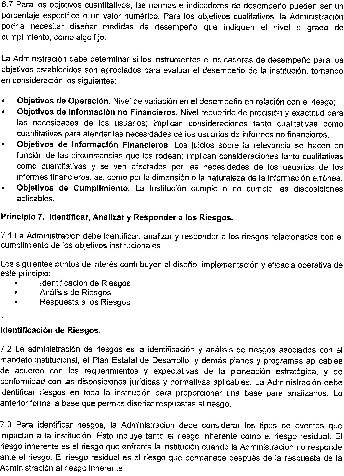 6.7 Para los objetivos cuantitativos, las normas e indicadores de desempeño pueden ser un
porcentaje específico o un valor numérico. Para los objetivos cualitativos, la Administración
podría necesitar diseñar medidas de desempeño que indiquen el nivel o grado de
cumplimiento, como algo fijo.
La Administración debe determinar si los instrumentos e indicadores de desempeño para los
objetivos establecidos son apropiados para evaluar el desempeño de la institución, tomando
en consideración los siguientes:
• Objetivos de Operación. Nivel de variación en el desempeño en relación con el riesgo;
• Objetivos de Información No Financieros. Nivel requerido de precisión y exactitud para
las necesidades de los usuarios; implican consideraciones tanto cualitativas como
cuantitativas para atender las necesidades de los usuarios de informes no financieros.
• Objetivos de Información Financieros. Los juicios sobre la relevancia se hacen en
función de las circunstancias que los rodean; implican consideraciones tanto cualitativas
como cuantitativas y se ven afectados por las necesidades de los usuarios de los
informes financieros, así como por la dimensión o la naturaleza de la información errónea.
• Objetivos de Cumplimiento. La Institución cumple o no cumple las disposiciones
aplicables.
Principio 7. Identificar, Analizar y Responder a los Riesgos.
7.1 La Administración debe identificar, analizar y responder a los riesgos relacionados con el
cumplimiento de los objetivos institucionales.
Los siguientes puntos de interés contribuyen al diseño, implementación y eficacia operativa de
este principio:
• Identificación de Riesgos
• Análisis de Riesgos
• Respuesta a los Riesgos
Identificación de Riesgos.
7.2 La administración de riesgos es la identificación y análisis de riesgos asociados con el
mandato institucional, el Plan Estatal de Desarrollo, y demás planes y programas aplicables
de acuerdo con los requerimientos y expectativas de la planeación estratégica, y de
conformidad con las disposiciones jurídicas y normativas aplicables. La Administración debe
identificar riesgos en toda la institución para proporcionar una base para analizarlos. Lo
anterior forma la base que permea diseñar respuestas al riesgo.
7.3 Para identificar riesgos, la Administración debe considerar los tipos de eventos que
impactan a la institución. Esto incluye tanto el riesgo inherente como el riesgo residual. El
riesgo inherente es el riesgo que enfrenta la institución cuando la Administración no responde
ante el riesgo. El riesgo residual es el riesgo que permanece después de la respuesta de la
Administración al riesgo inherente.